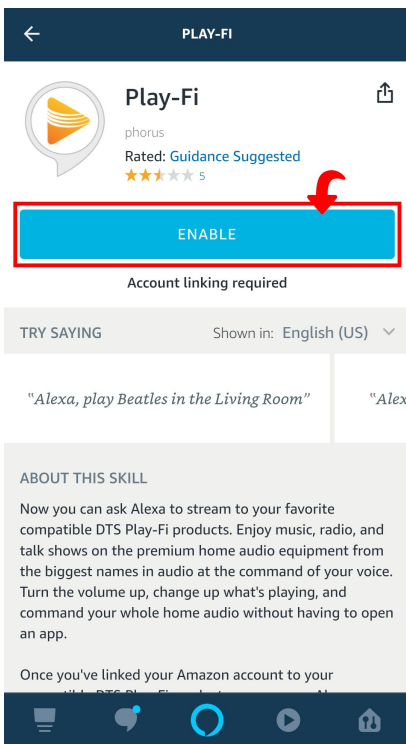 PLAY-FI
Play-Fi
phorus
Rated: Guidance Suggested
5
ENABLE
Account linking required
TRY SAYING Shown in: English (US)
"Alexa, play Beatles in the Living Room" "Alex
ABOUT THIS SKILL
Now you can ask Alexa to stream to your favorite
compatible DTS Play-Fi products. Enjoy music, radio, and
talk shows on the premium home audio equipment from
the biggest names in audio at the command of your voice.
Turn the volume up, change up what's playing, and
command your whole home audio without having to open
an app.
Once you've linked your Amazon account to your